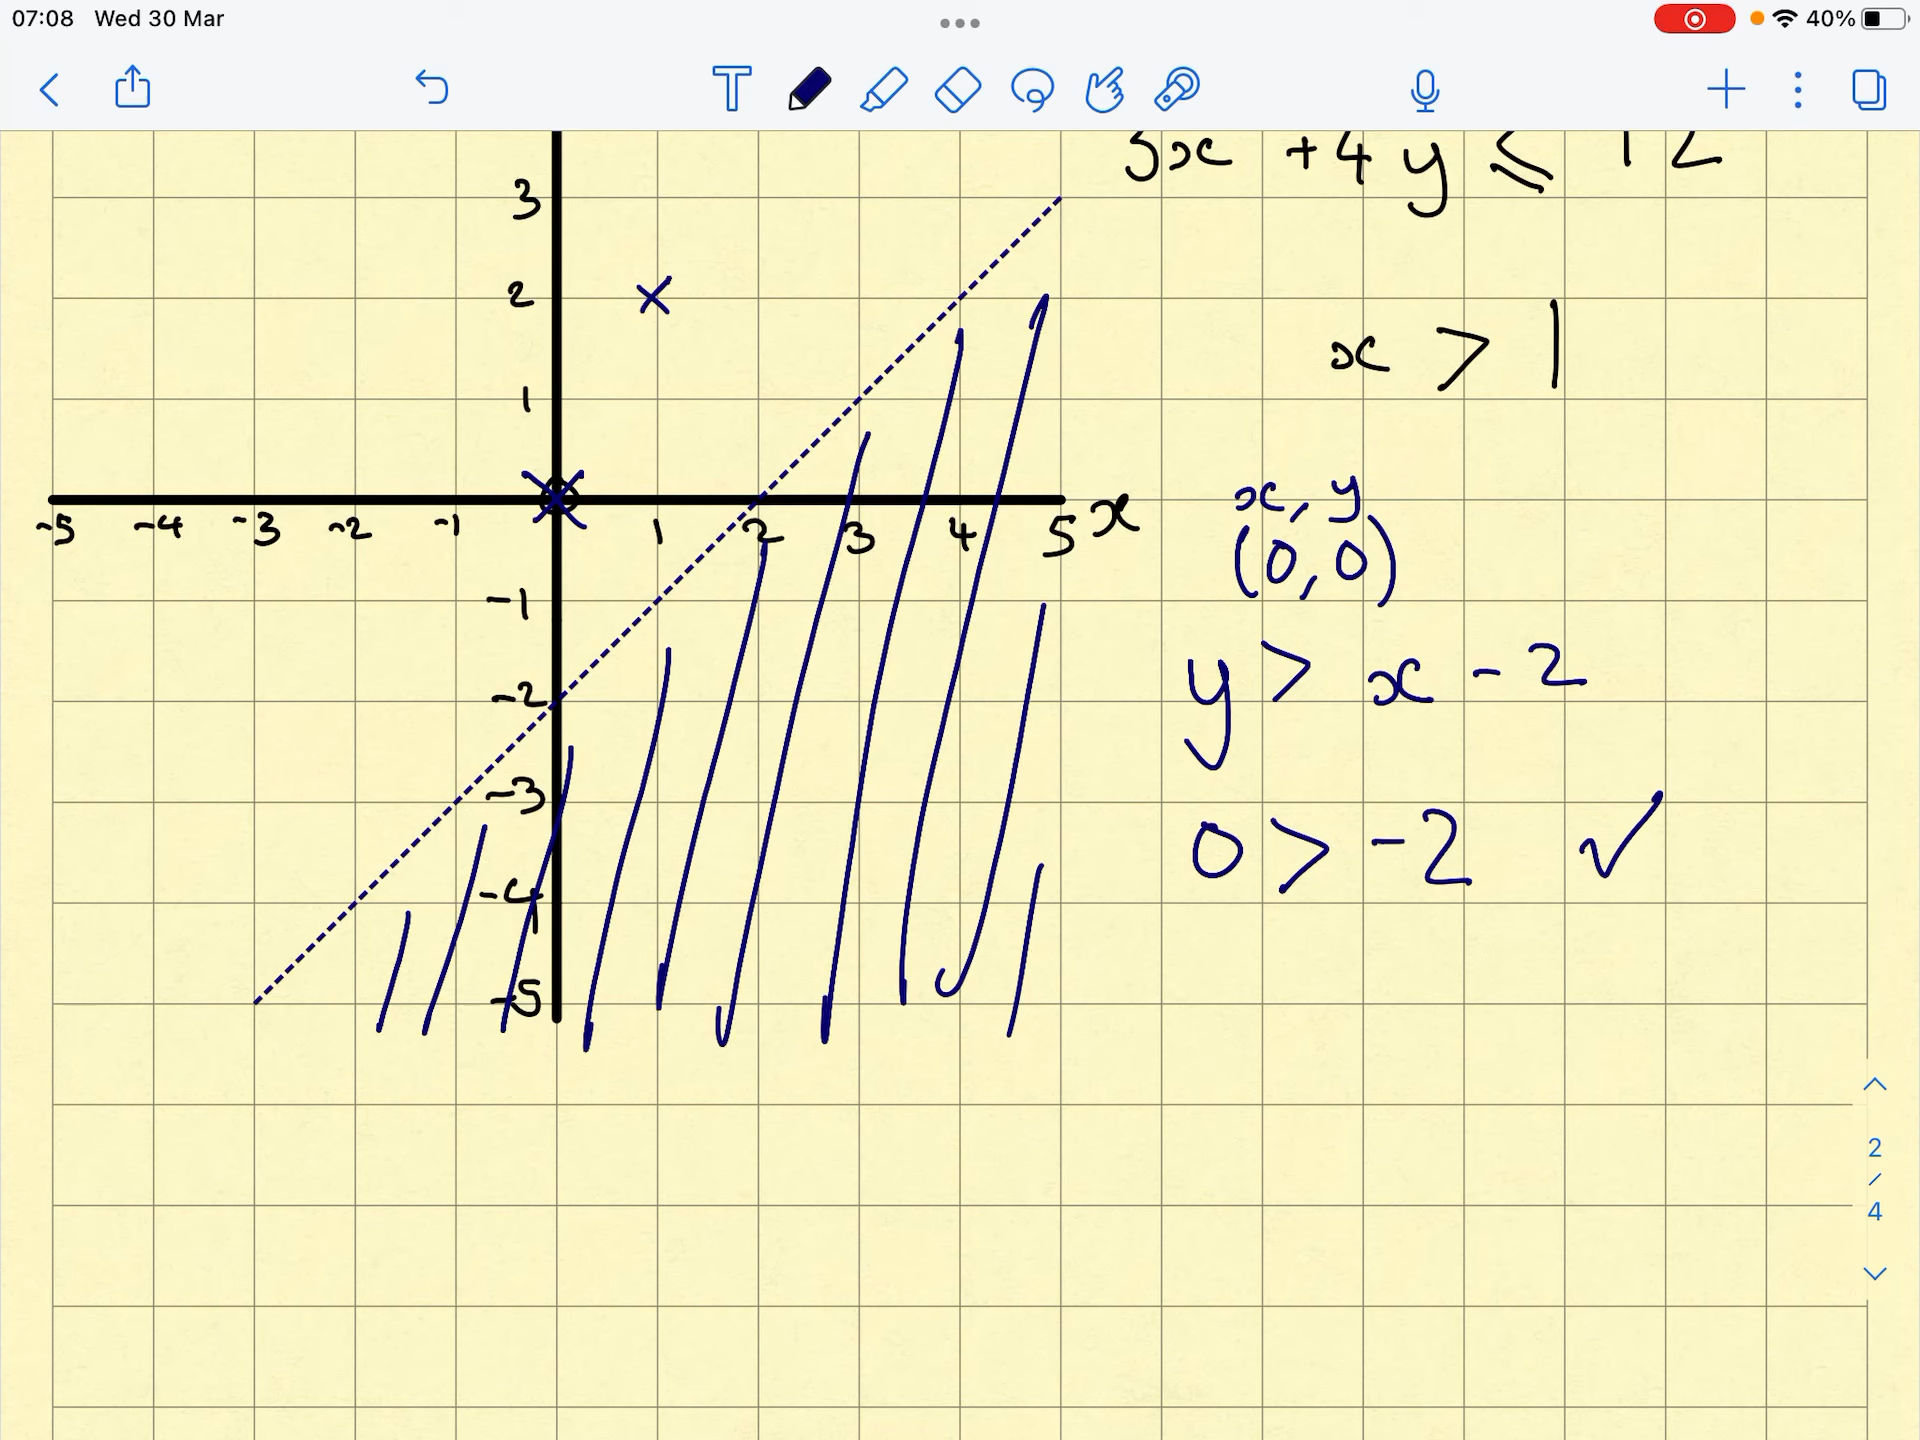 07:08 Wed 30 Mar 40%
T
+4y ⩽ 12
3
2
x > 1
1
x, y
-5 -4 -3 -2 -1 1 2 3 4 5 x
(0,0)
-1
-2
y > x - 2
-3
0 > -2 ✓
-4
-5
2
/
4